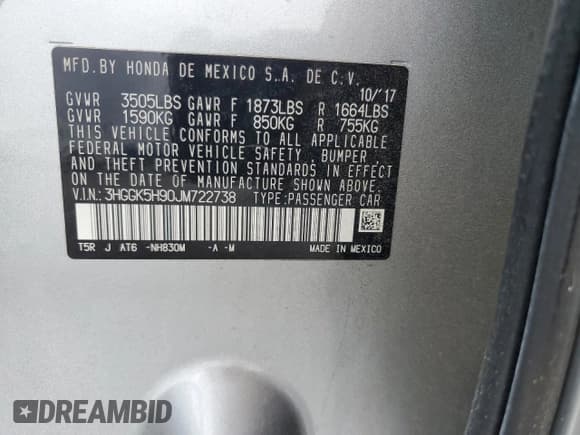 MFD.BY HONDA DE MEXICO S.A. DE C.V.
10/'17
GVWR 3505LBS GAWR F 1873LBS R 1664LBS
GVWR 1590KG GAWR F 850KG R 755KG
THIS VEHICLE CONFORMS TO ALL APPLICABLE
FEDERAL MOTOR VEHICLE SAFETY, BUMPER
AND THEFT PREVENTION STANDARDS IN EFFECT
ON THE DATE OF MANUFACTURE SHOWN ABOVE.
V.I.N.: 3HGGK5H90JM722738 TYPE:PASSENGER CAR
T5R J AT6 -NH830M -A -M MADE IN MEXICO
DREAMBID